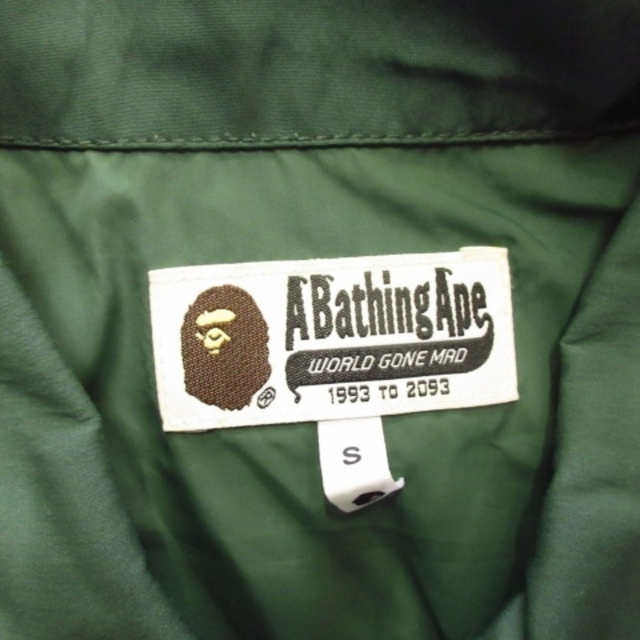 A Bathing Ape
WORLD GONE MAD
1993 TO 2093
®
S